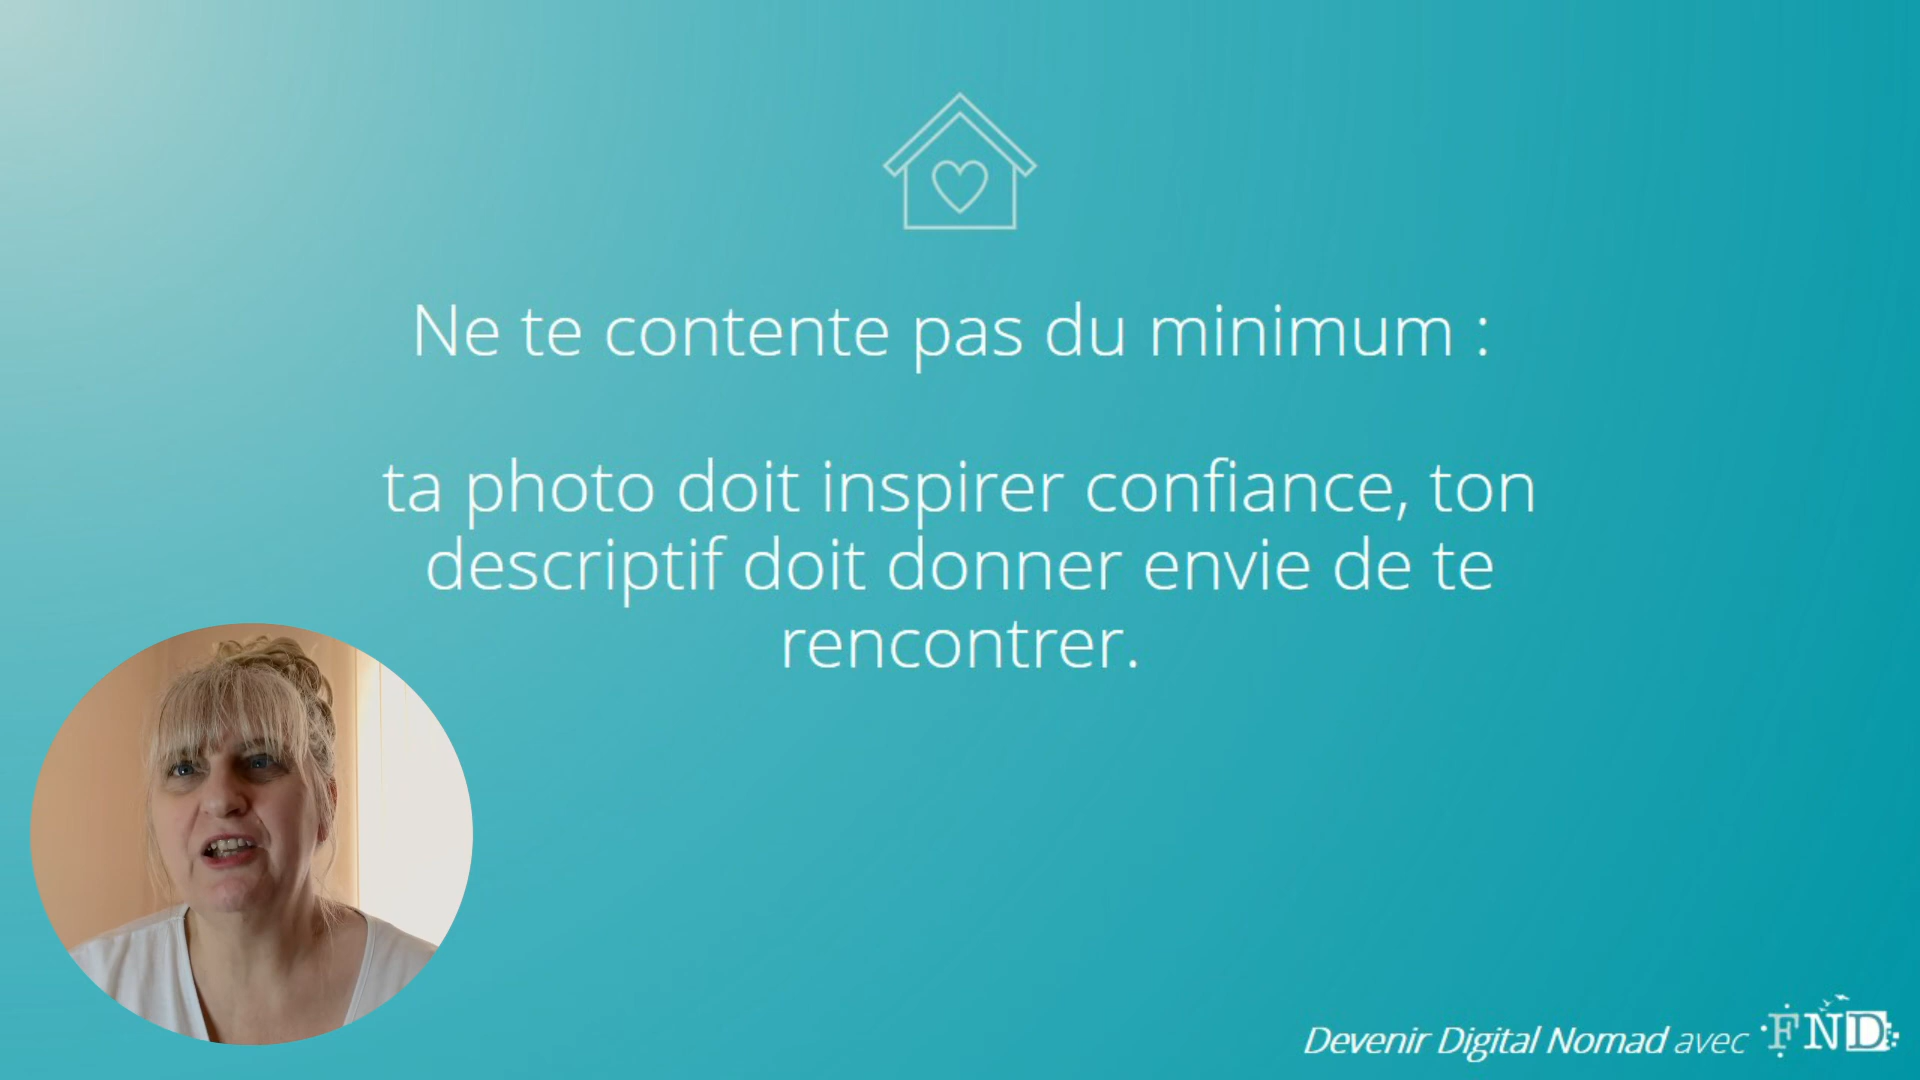 Ne te contente pas du minimum :
ta photo doit inspirer confiance, ton
descriptif doit donner envie de te
rencontrer.
Devenir Digital Nomad avec FND